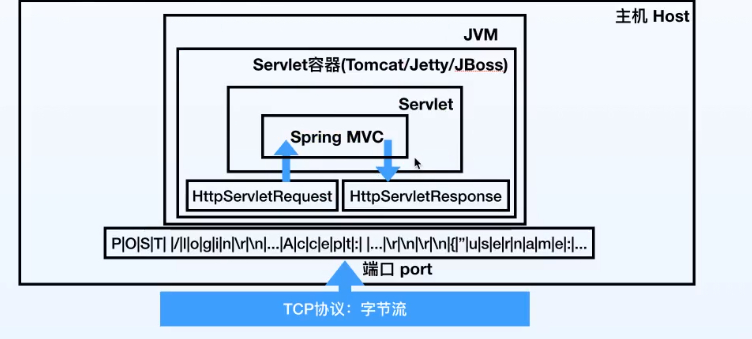 主机 Host
JVM
Servlet容器(Tomcat/Jetty/JBoss)
Servlet
Spring MVC
HttpServletRequest
HttpServletResponse
P|O|S|T| |/|l|o|g|i|n|\r|\n|...|A|c|c|e|p|t|:| |...|\r|\n|\r|\n|{|"|u|s|e|r|n|a|m|e|:|...
端口 port
TCP协议：字节流